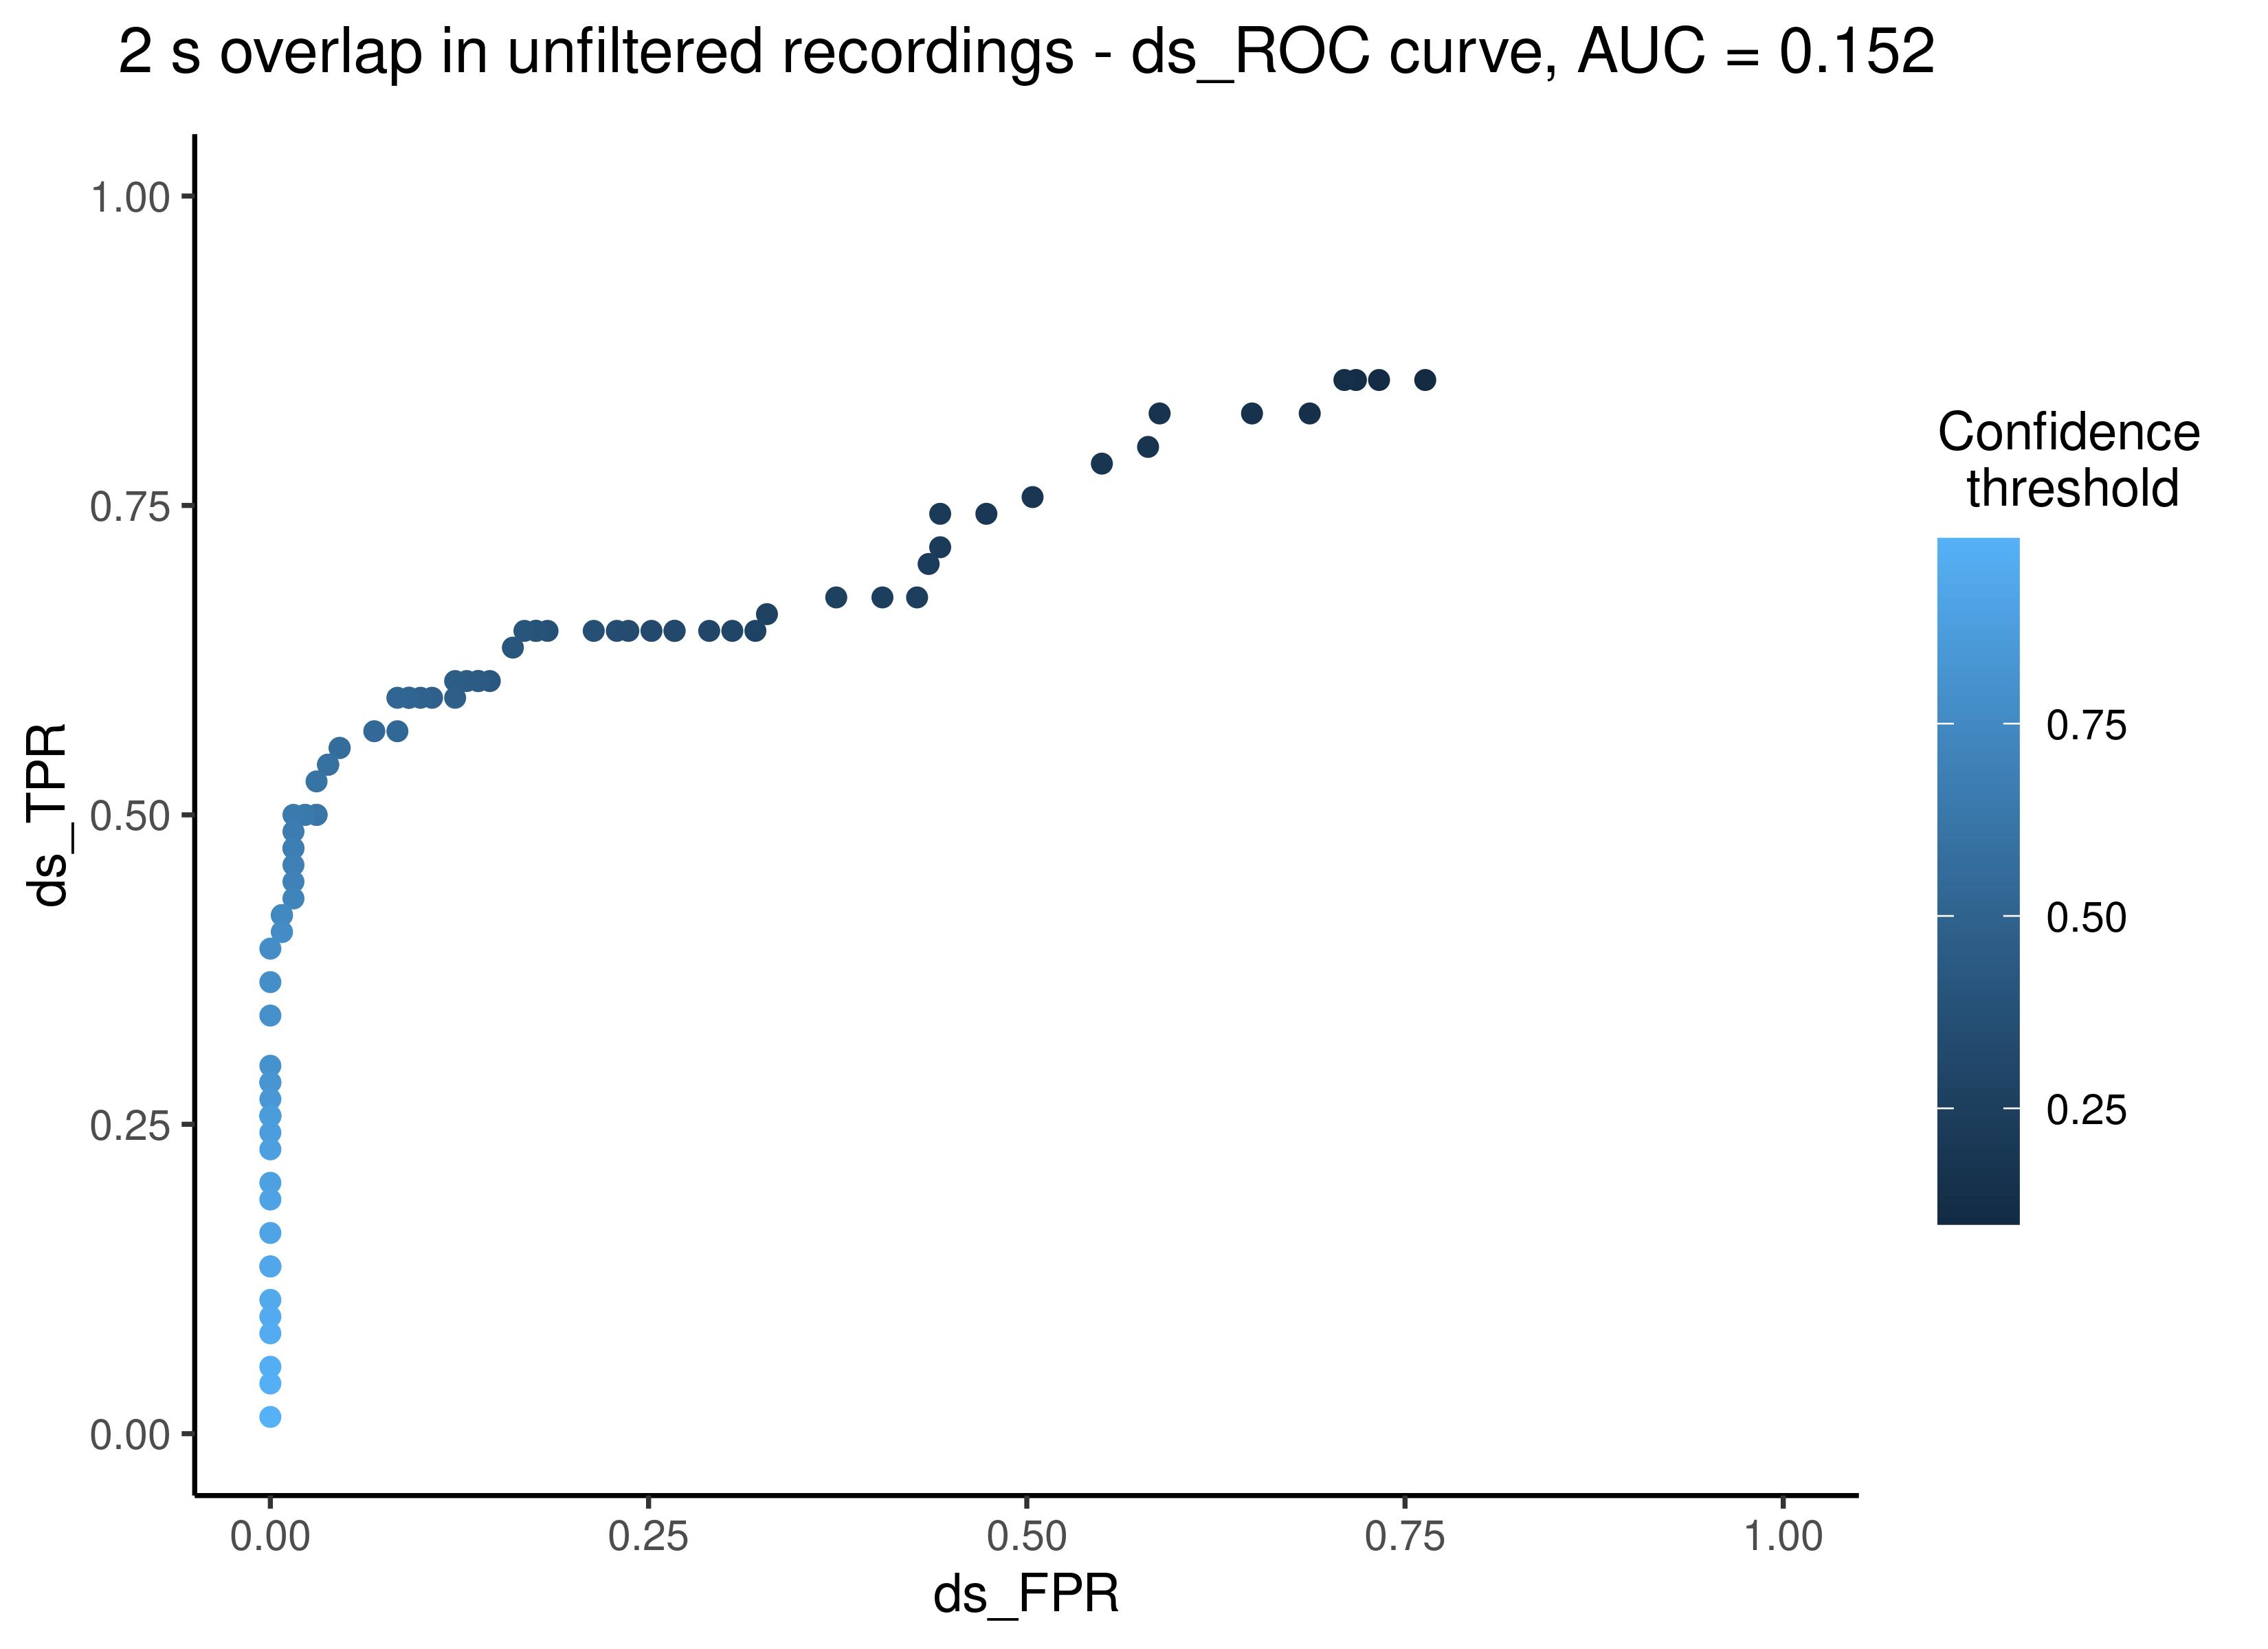 2 s overlap in unfiltered recordings - ds_ROC curve, AUC = 0.152
1.00
0.75
0.50
0.25
0.00
ds_TPR
0.00
0.25
0.50
0.75
1.00
ds_FPR
Confidence
threshold
0.75
0.50
0.25